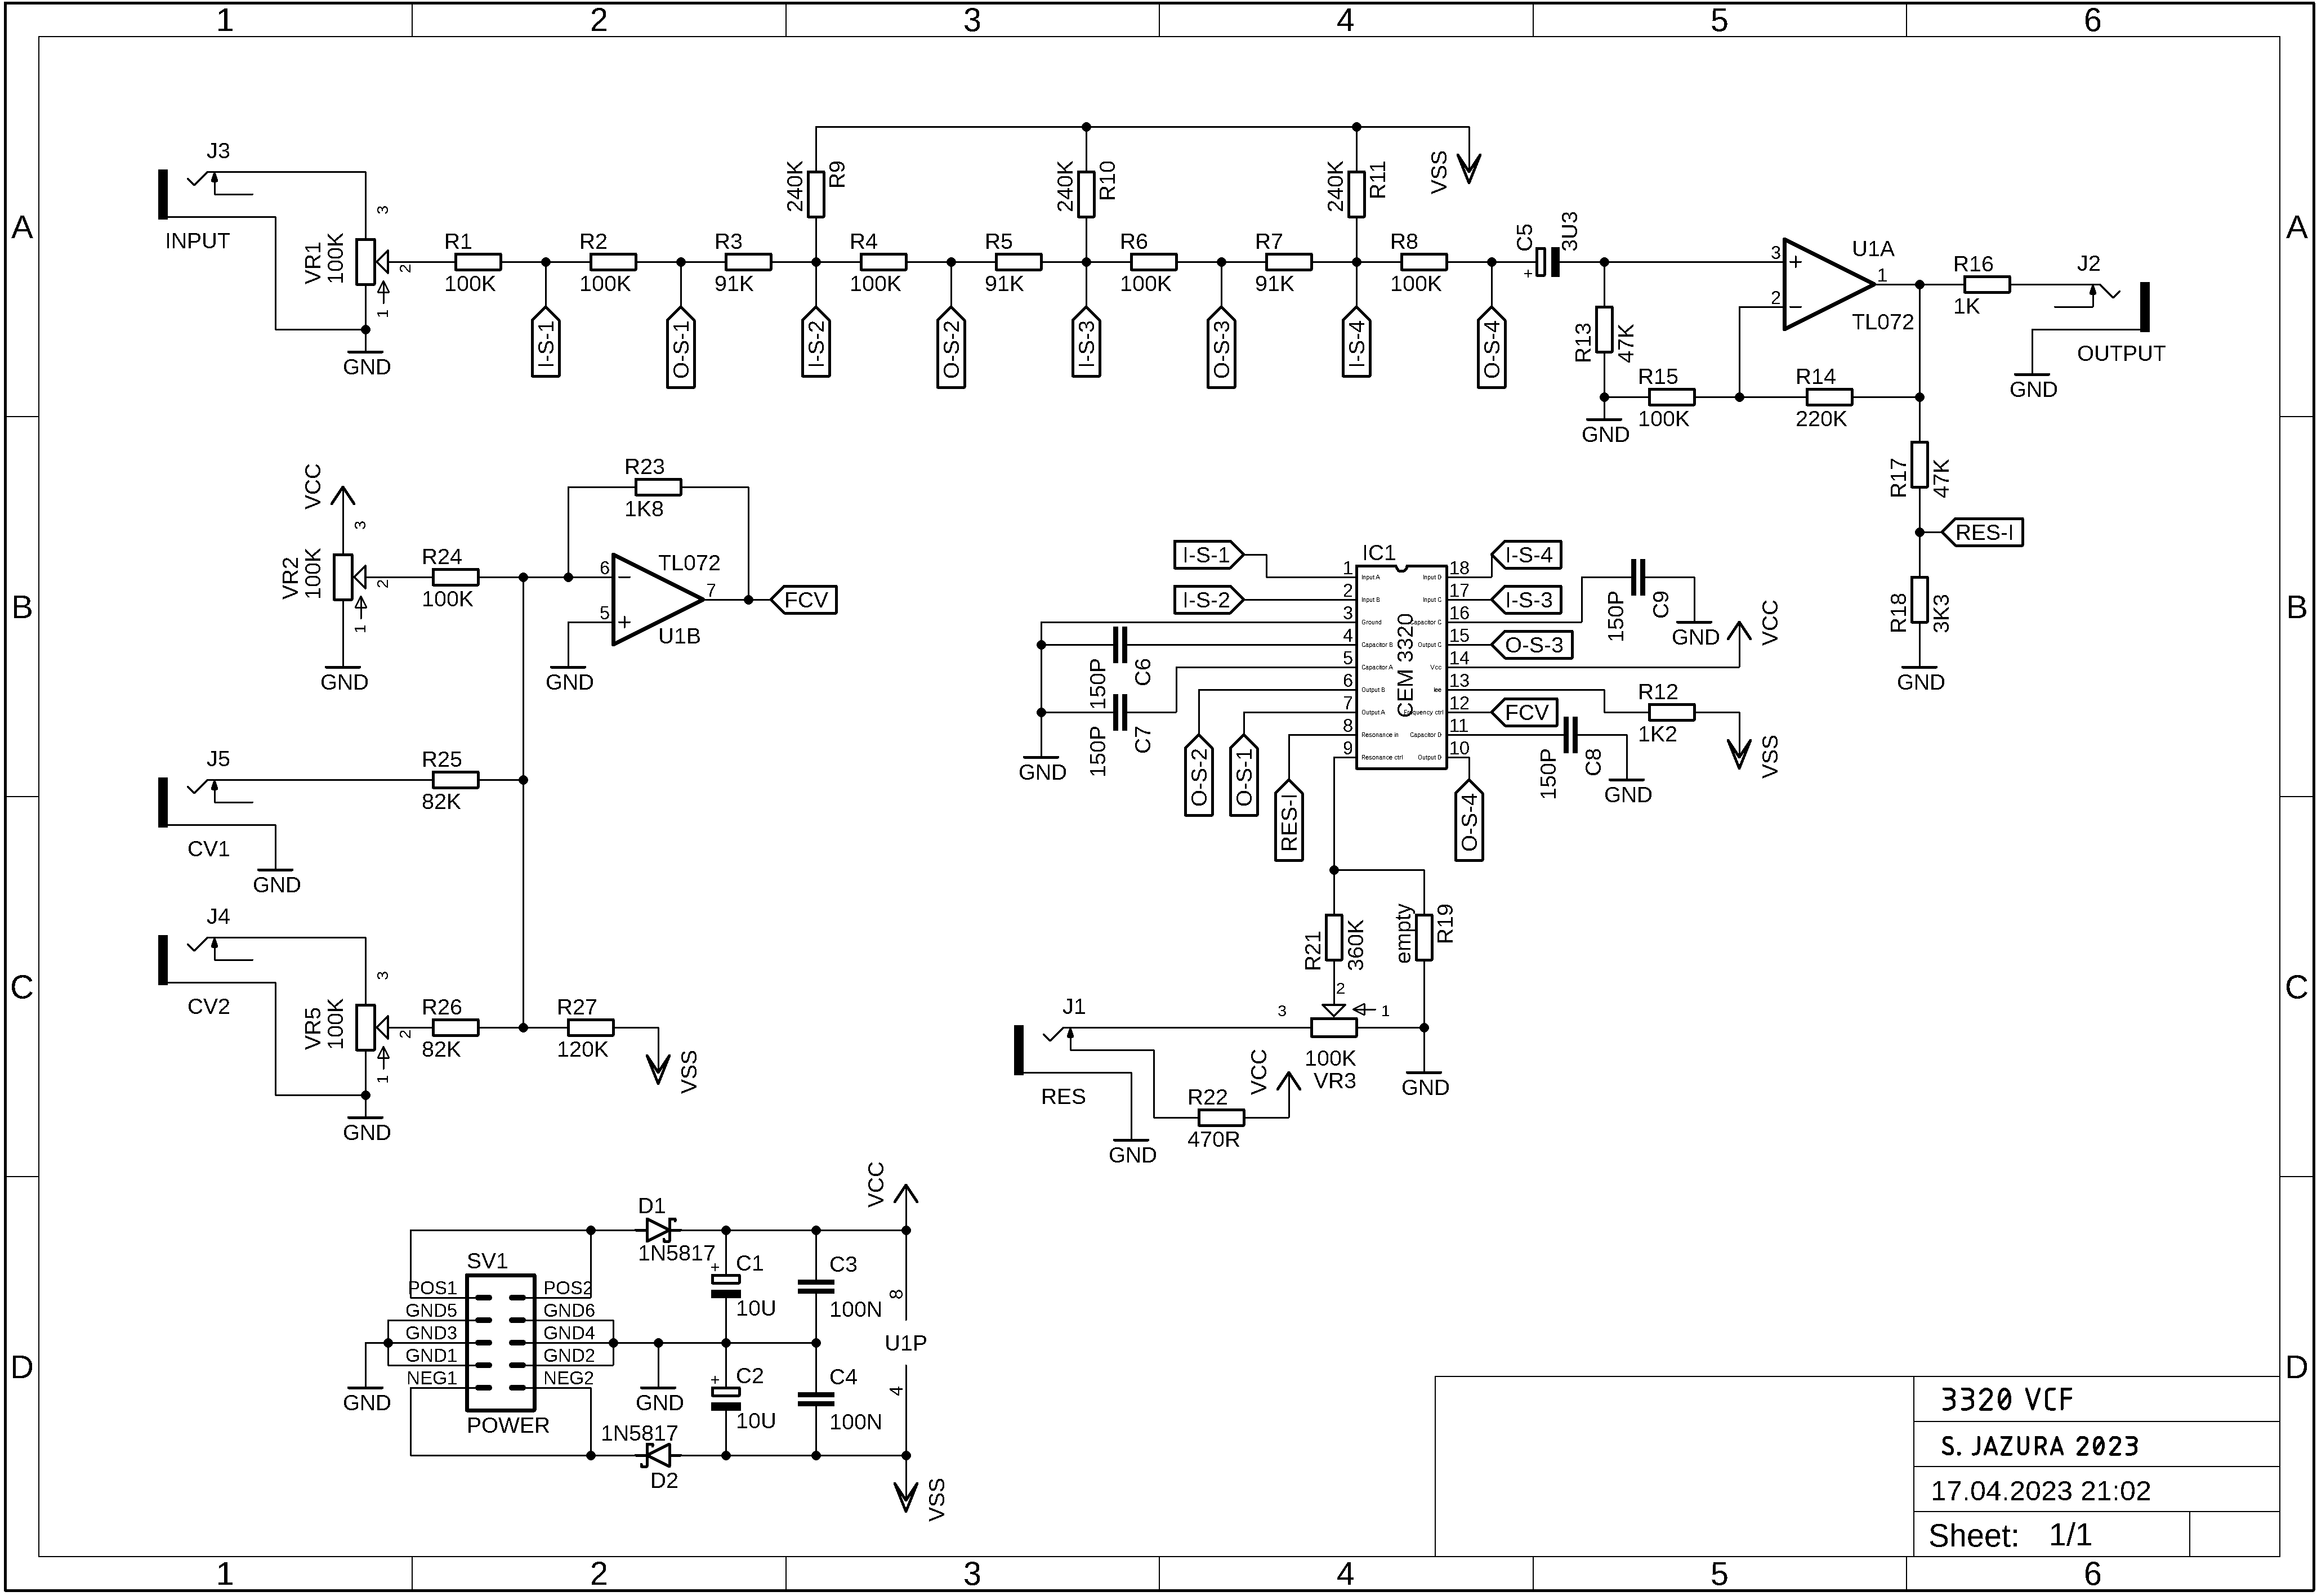 1 2 3 4 5 6
A
A
J3
INPUT
VR1
100K
3
2
1
GND
R1
100K
I-S-1
R2
100K
O-S-1
R3
91K
240K
R9
I-S-2
R4
100K
O-S-2
R5
91K
240K
R10
I-S-3
R6
100K
O-S-3
R7
91K
240K
R11
I-S-4
VSS
R8
100K
O-S-4
C5
3U3
+
R13
47K
GND
R15
100K
R14
220K
3
+
2
−
1
U1A
TL072
R16
1K
J2
OUTPUT
GND
R17
47K
RES-I
R18
3K3
GND
B
B
VCC
VR2
100K
3
2
1
GND
R24
100K
R23
1K8
6
−
5
+
7
TL072
U1B
GND
FCV
J5
CV1
GND
R25
82K
C
C
J4
CV2
VR5
100K
3
2
1
GND
R26
82K
R27
120K
VSS
IC1
CEM 3320
I-S-1
I-S-2
1 Input A
2 Input B
3 Ground
4 Capacitor B
5 Capacitor A
6 Output B
7 Output A
8 Resonance in
9 Resonance ctrl
Input D 18
Input C 17
Capacitor C 16
Output C 15
Vcc 14
Iee 13
Frequency ctrl 12
Capacitor D 11
Output D 10
I-S-4
I-S-3
O-S-3
FCV
150P
C6
150P
C7
GND
O-S-2
O-S-1
RES-I
O-S-4
150P
C9
GND
VCC
R12
1K2
VSS
150P
C8
GND
R21
360K
empty
R19
J1
RES
GND
3
2
1
100K
VR3
VCC
R22
470R
GND
D
D
SV1
POS1
POS2
GND5
GND6
GND3
GND4
GND1
GND2
NEG1
NEG2
POWER
GND
GND
D1
1N5817
1N5817
D2
+
C1
10U
+
C2
10U
C3
100N
C4
100N
VCC
8
U1P
4
VSS
3320 VCF
S. JAZURA 2023
17.04.2023 21:02
Sheet: 1/1
1 2 3 4 5 6